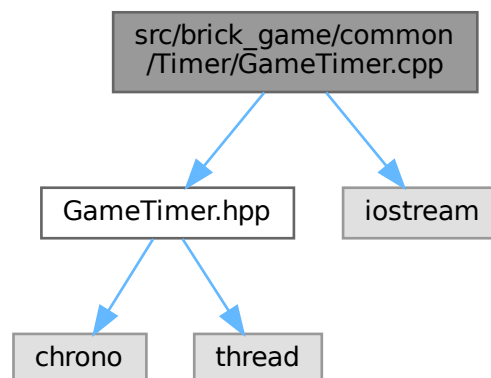 src/brick_game/common
/Timer/GameTimer.cpp
GameTimer.hpp
iostream
chrono
thread